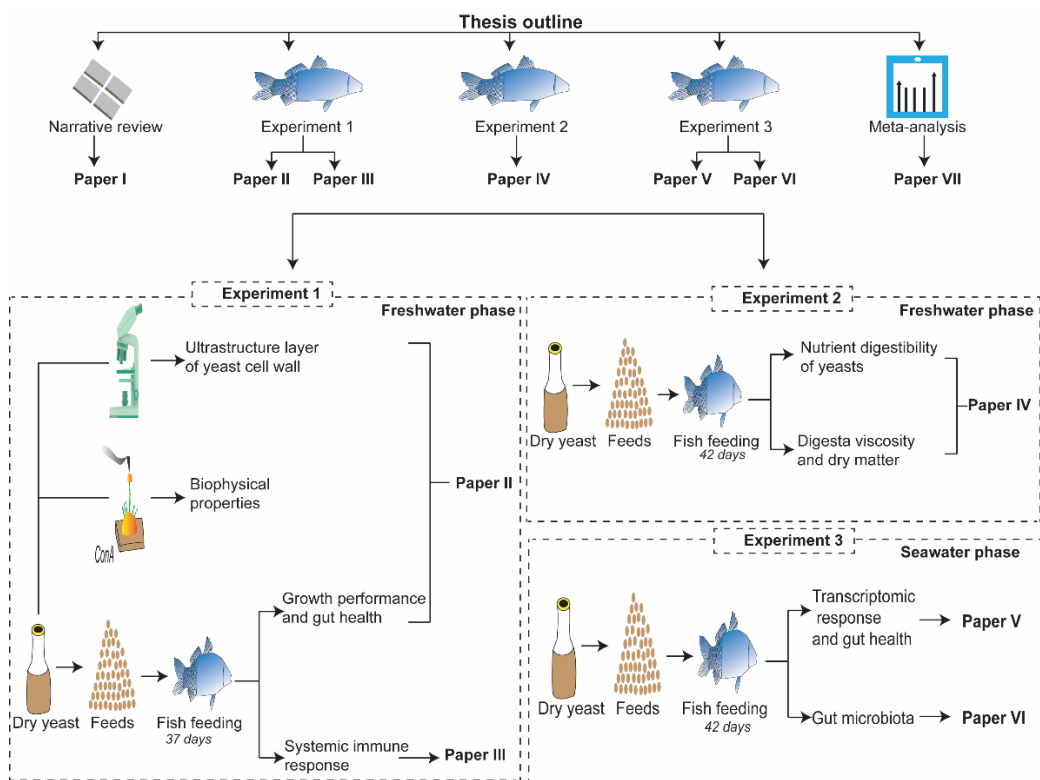 Thesis outline
Narrative review
Experiment 1
Experiment 2
Experiment 3
Meta-analysis
Paper I
Paper II
Paper III
Paper IV
Paper V
Paper VI
Paper VII
Experiment 1
Freshwater phase
Ultrastructure layer
of yeast cell wall
Biophysical
properties
ConA
Paper II
Growth performance
and gut health
Dry yeast
Feeds
Fish feeding
37 days
Systemic immune
response
Paper III
Experiment 2
Freshwater phase
Nutrient digestibility
of yeasts
Paper IV
Dry yeast
Feeds
Fish feeding
42 days
Digesta viscosity
and dry matter
Experiment 3
Seawater phase
Transcriptomic
response
and gut health
Paper V
Dry yeast
Feeds
Fish feeding
42 days
Gut microbiota
Paper VI